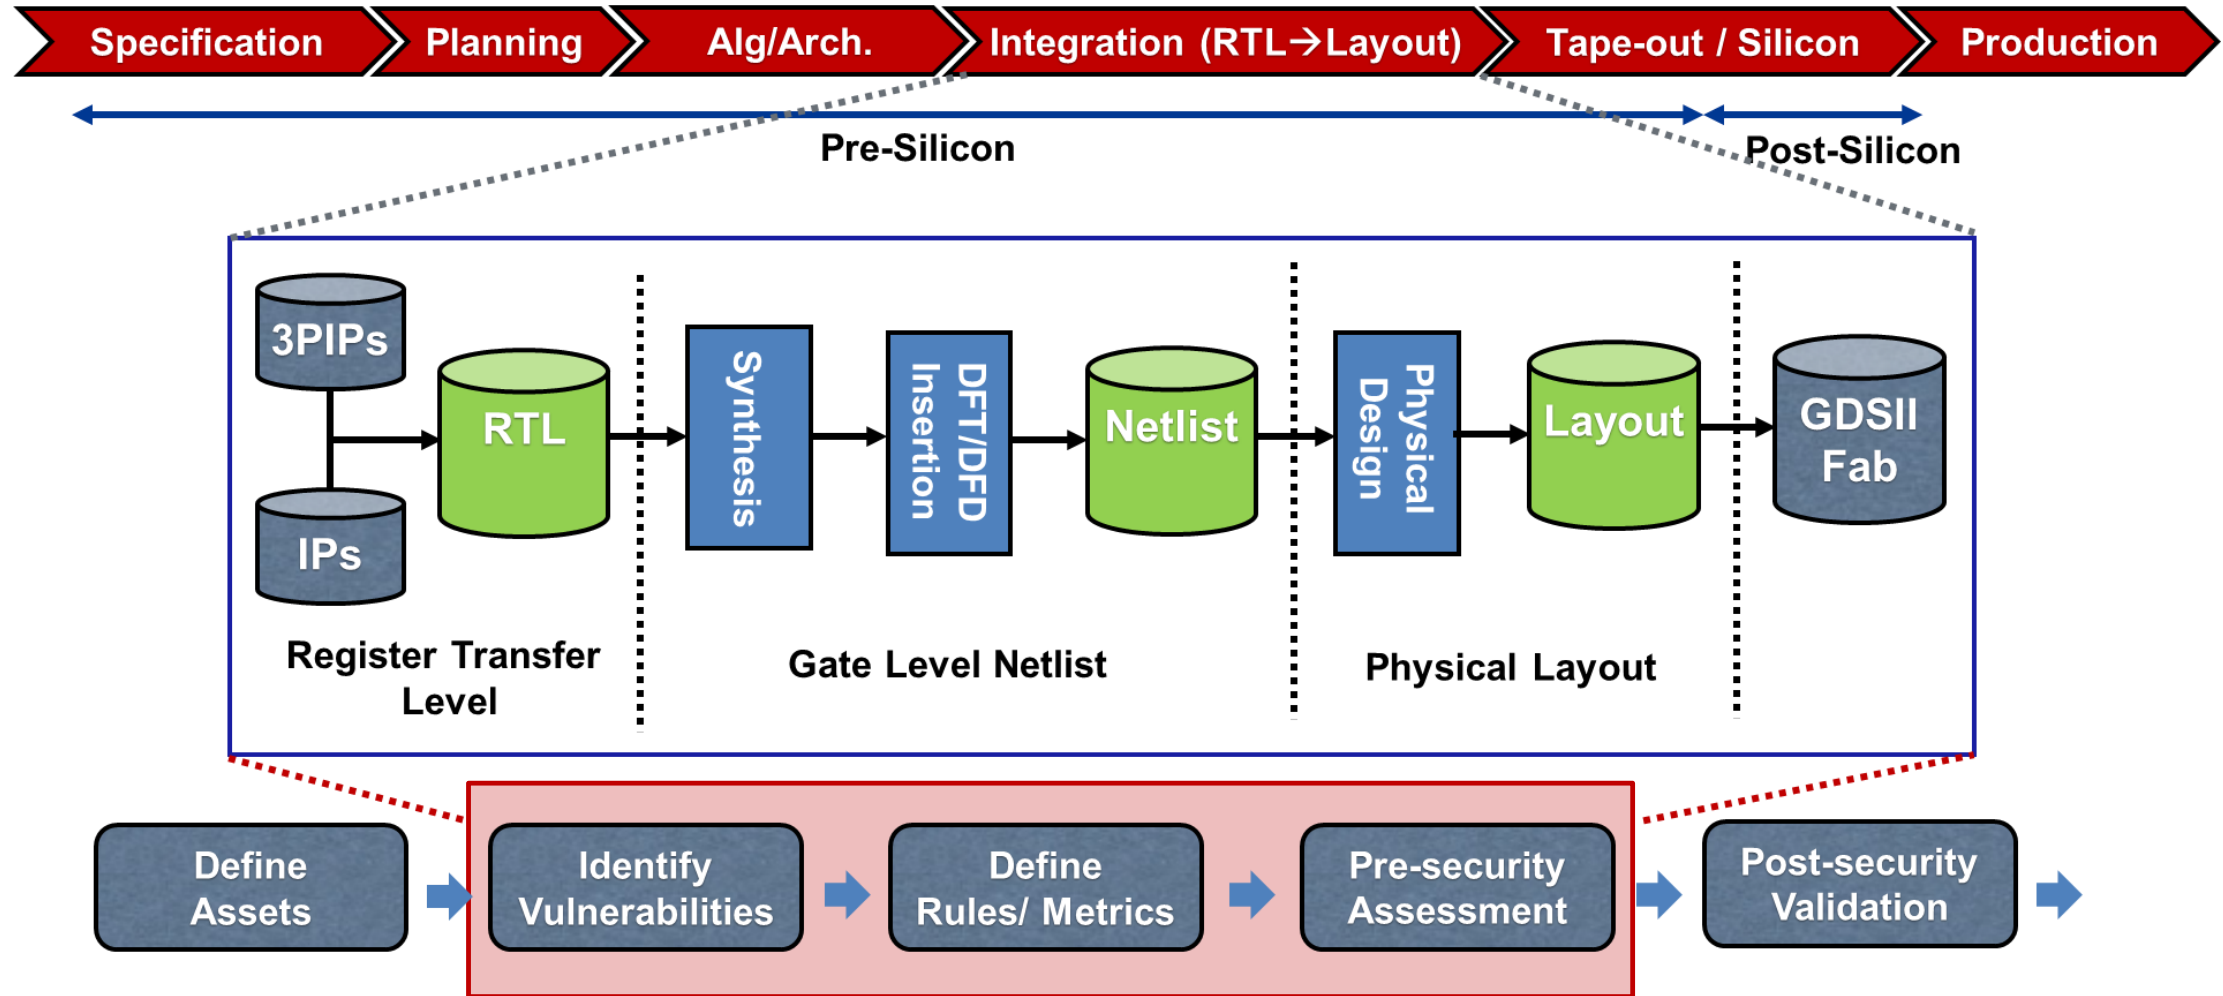 Specification
Planning
Alg/Arch.
Integration (RTL→Layout)
Tape-out / Silicon
Production
Pre-Silicon
Post-Silicon
3PIPs
IPs
RTL
Synthesis
DFT/DFD
Insertion
Netlist
Physical
Design
Layout
GDSII
Fab
Register Transfer
Level
Gate Level Netlist
Physical Layout
Define
Assets
Identify
Vulnerabilities
Define
Rules/ Metrics
Pre-security
Assessment
Post-security
Validation